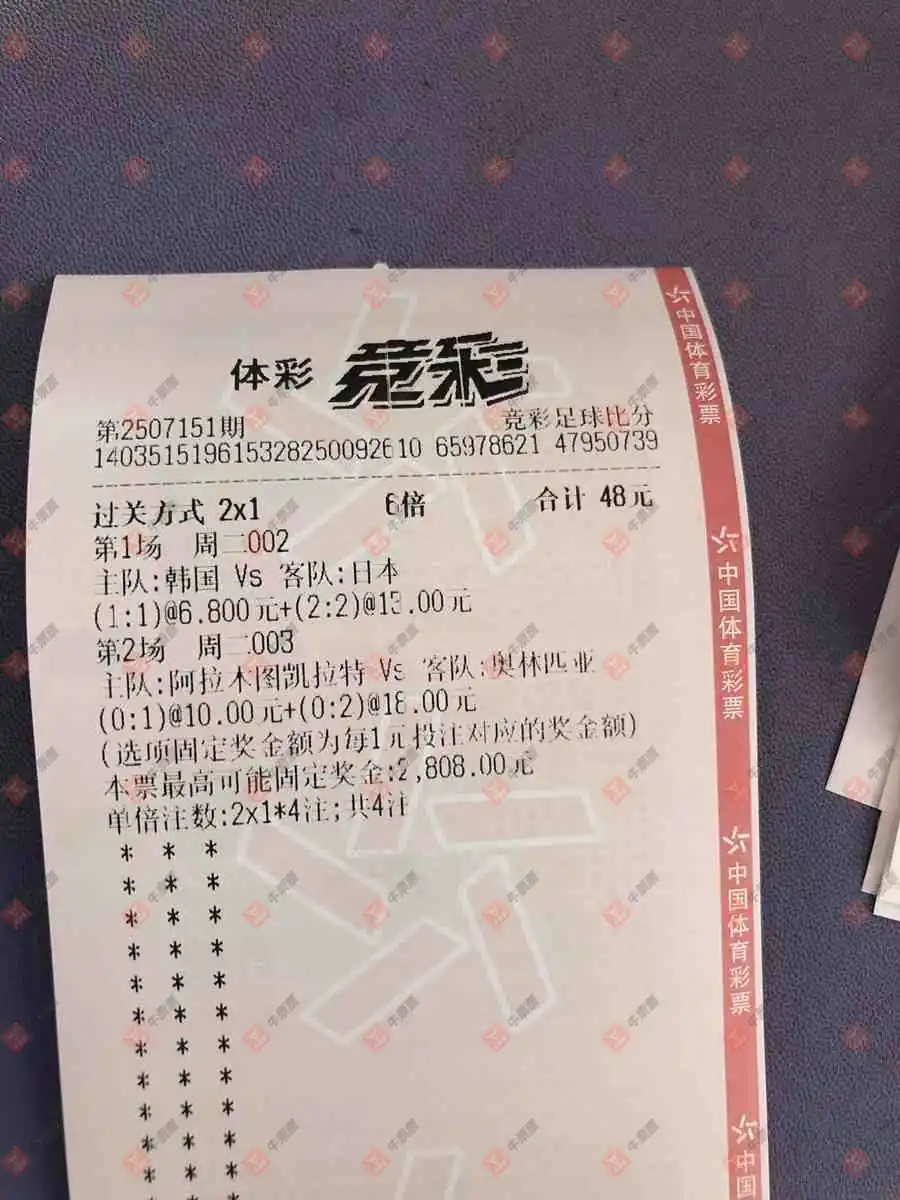 体彩 竞彩
第2507151期 竞彩足球比分
140351519615328250092610 65978621 47950739
过关方式 2x1 6倍 合计 48元
第1场 周二002
主队:韩国 Vs 客队:日本
(1:1)@6.800元+(2:2)@13.00元
第2场 周二003
主队:阿拉木图凯拉特 Vs 客队:奥林匹亚
(0:1)@10.00元+(0:2)@18.00元
(选项固定奖金额为每1元投注对应的奖金额)
本票最高可能固定奖金:2,808.00元
单倍注数:2x1*4注;共4注
* * *
* * *
* * *
* * *
* * *
* * *
* * *
* * *
* * *
* * *
* * *
中国体育彩票
中国体育彩票
中国体育彩票
中国